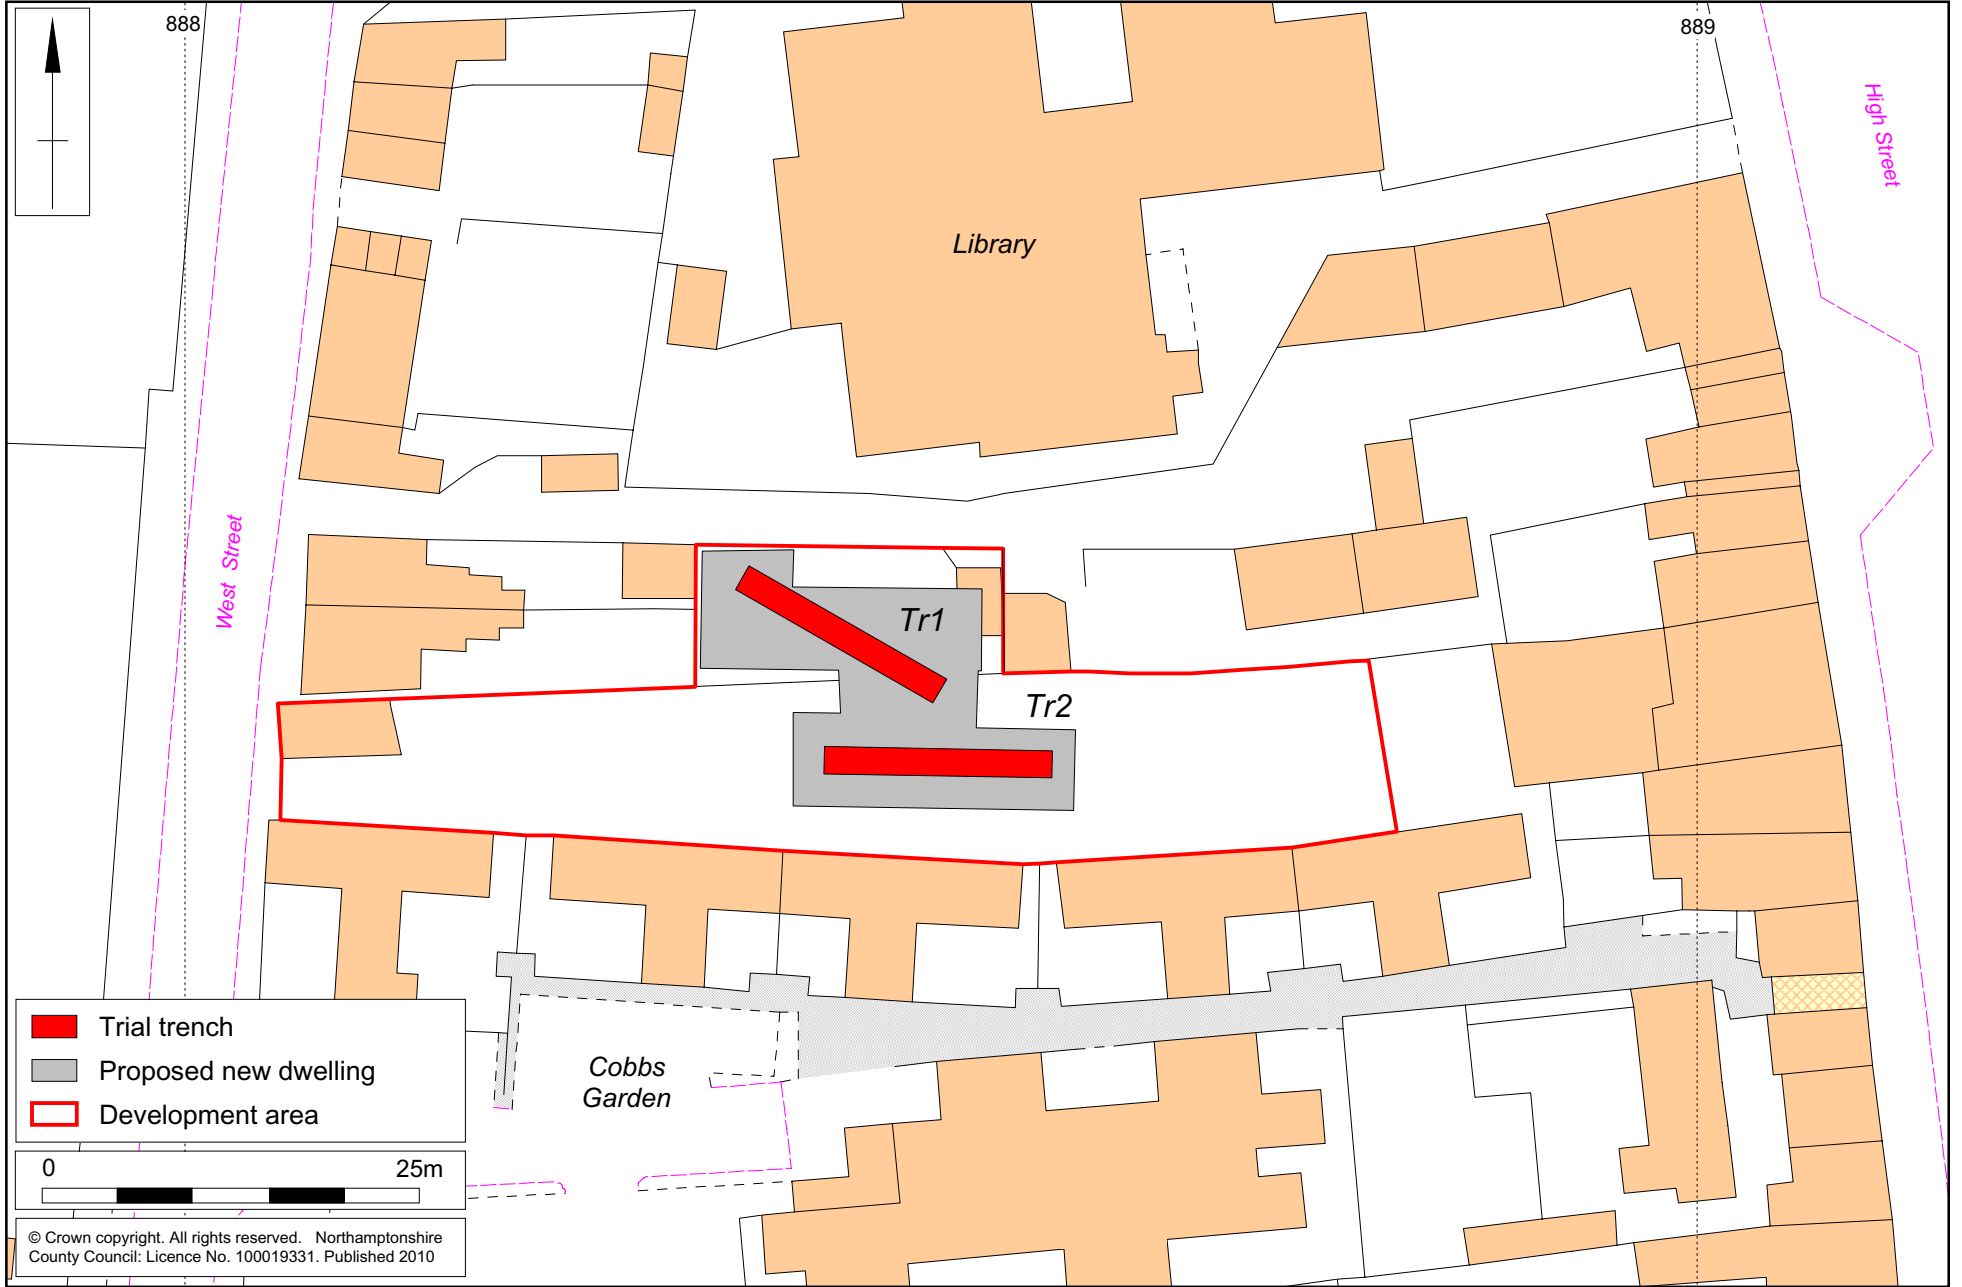 888
889
High Street
Library
West Street
Tr1
Tr2
Trial trench
Proposed new dwelling
Development area
Cobbs
Garden
0 25m
© Crown copyright. All rights reserved. Northamptonshire
County Council: Licence No. 100019331. Published 2010